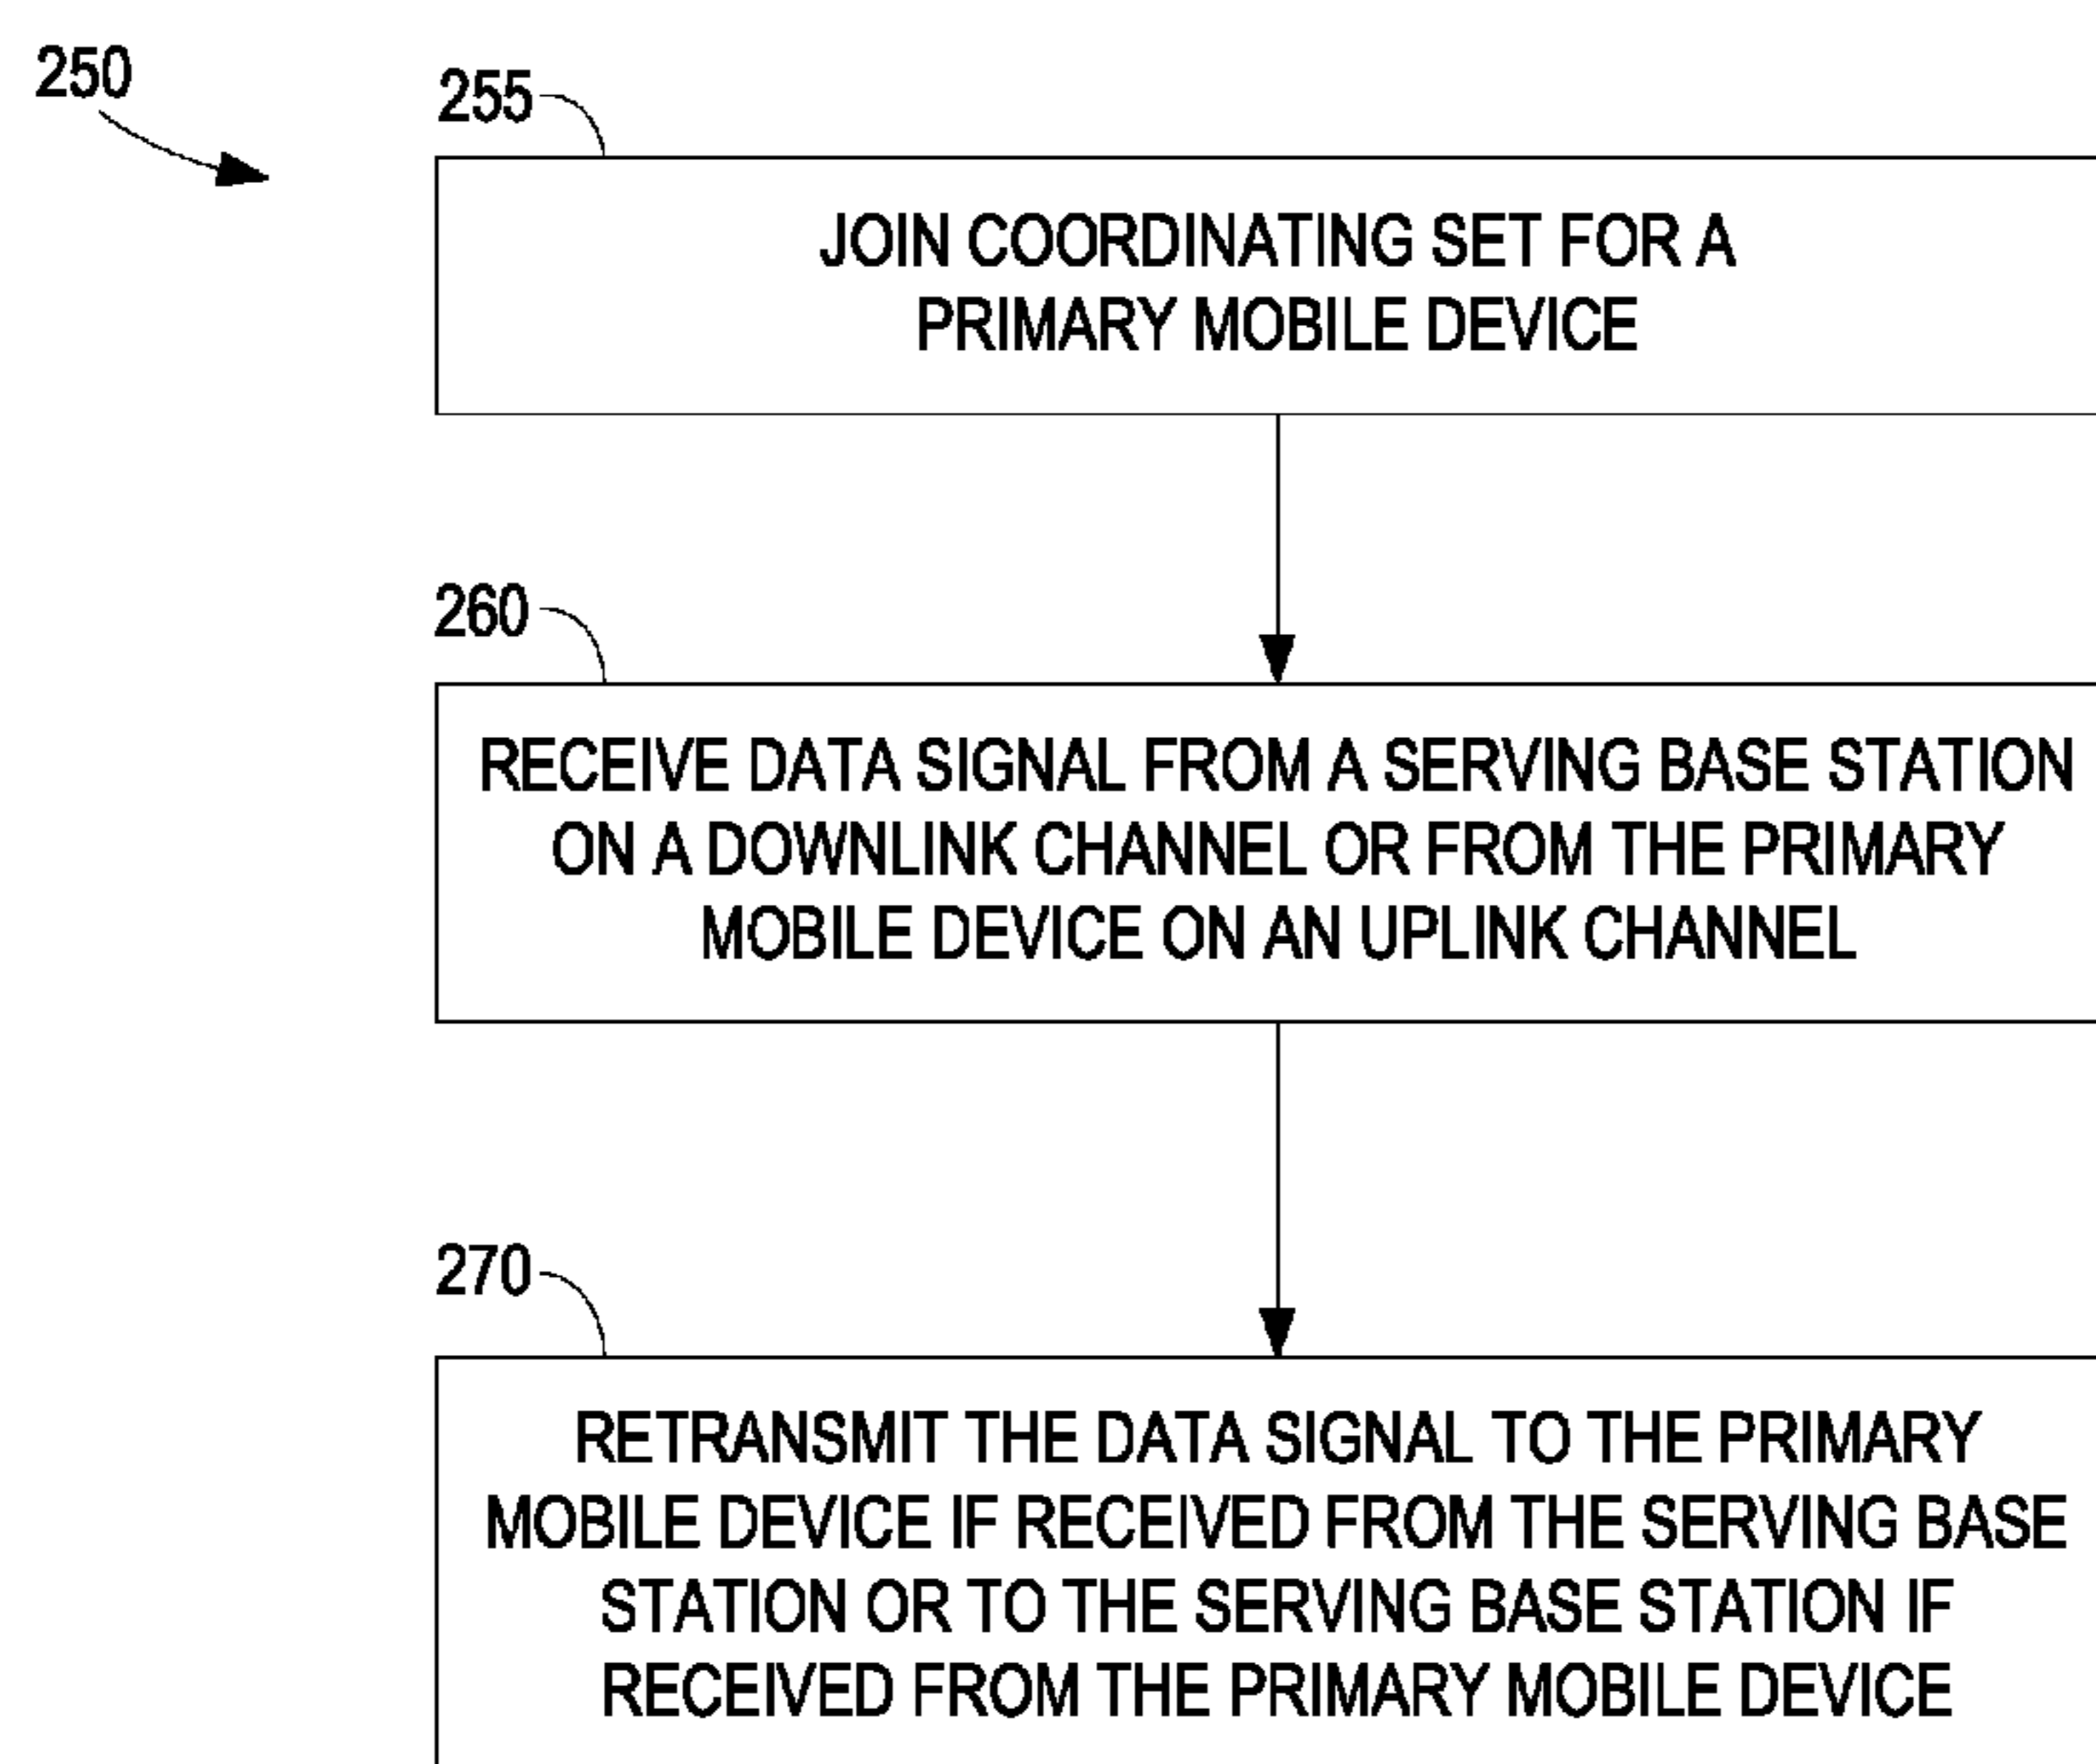 250
255
JOIN COORDINATING SET FOR A
PRIMARY MOBILE DEVICE
260
RECEIVE DATA SIGNAL FROM A SERVING BASE STATION
ON A DOWNLINK CHANNEL OR FROM THE PRIMARY
MOBILE DEVICE ON AN UPLINK CHANNEL
270
RETRANSMIT THE DATA SIGNAL TO THE PRIMARY
MOBILE DEVICE IF RECEIVED FROM THE SERVING BASE
STATION OR TO THE SERVING BASE STATION IF
RECEIVED FROM THE PRIMARY MOBILE DEVICE